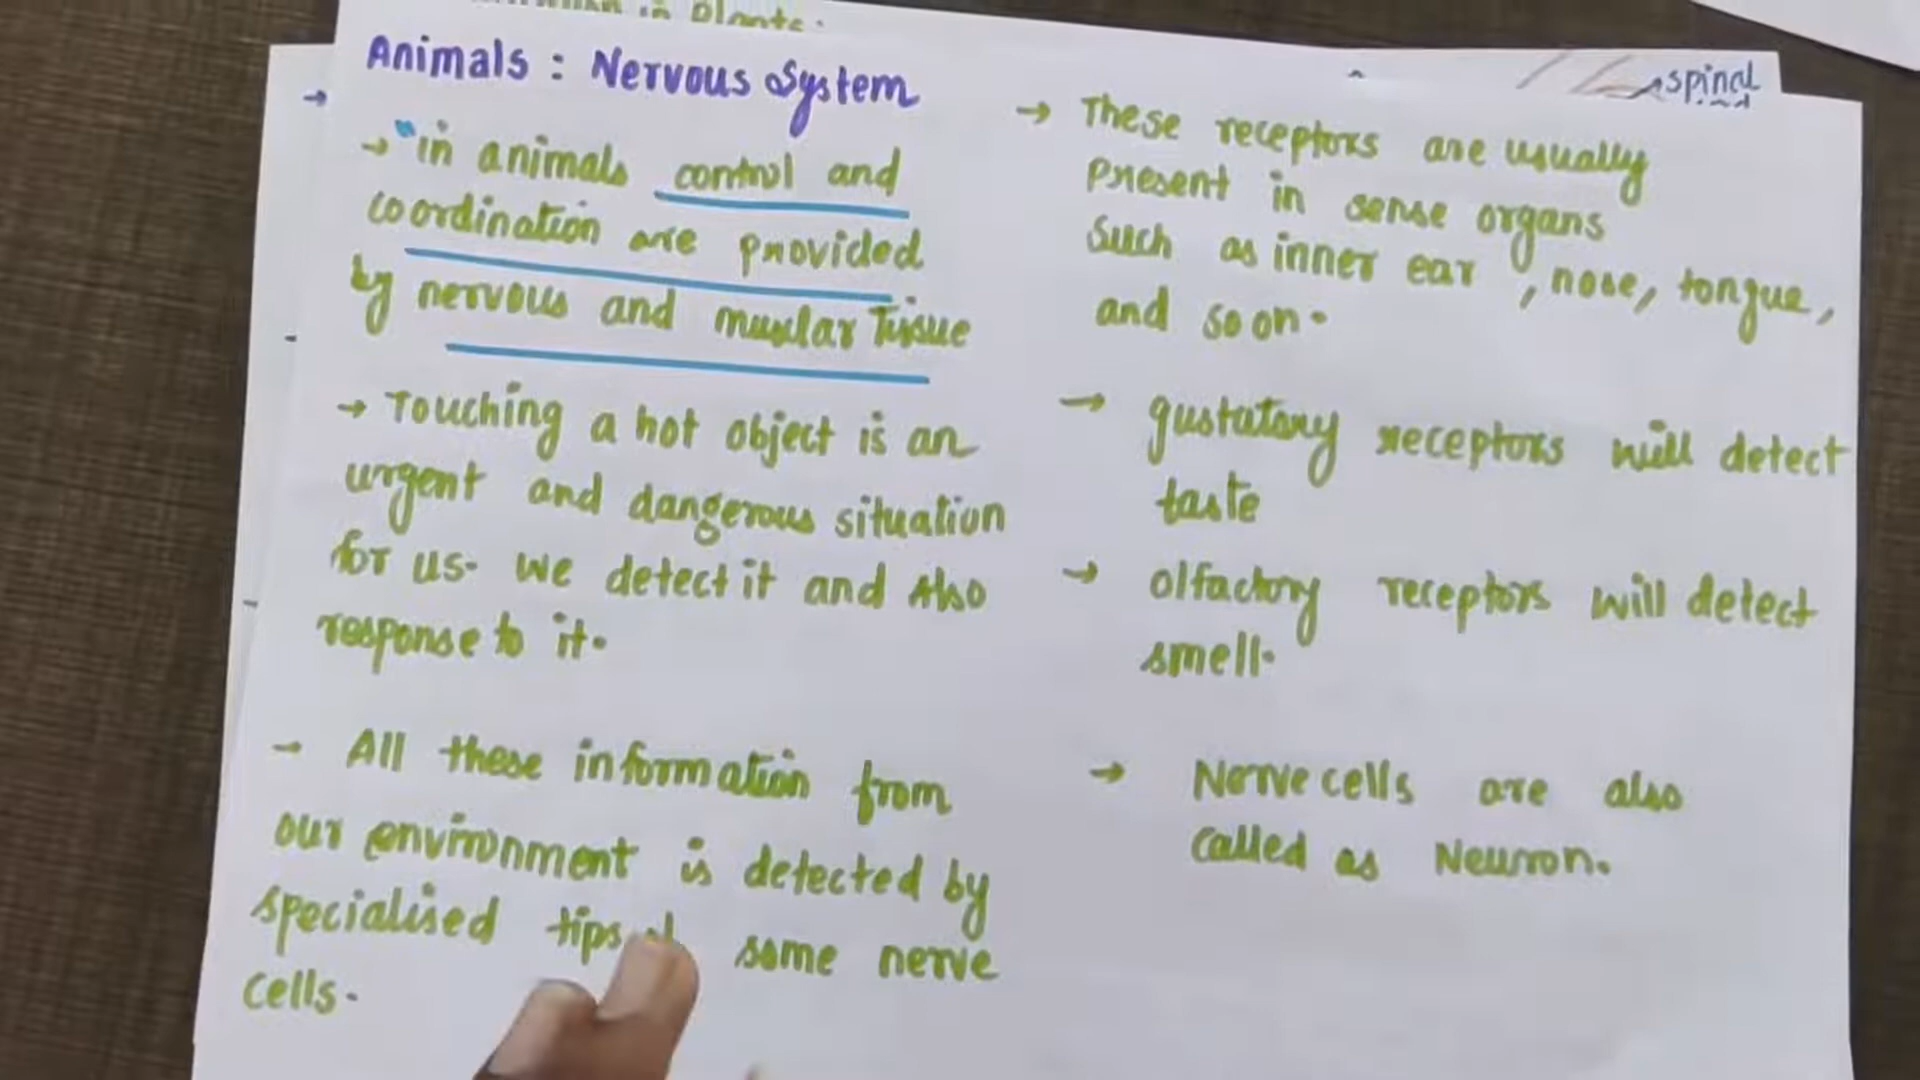 in Plants:
Animals : Nervous System
→ "in animals control and
coordination are provided
by nervous and musclar Tissue
→ Touching a hot object is an
urgent and dangerous situation
for us. we detect it and also
response to it.
→ All these information from
our environment is detected by
specialised tips some nerve
cells.
spinal
→ These receptors are usually
present in sense organs
Such as inner ear, nose, tongue,
and so on.
→ gustatory receptors will detect
taste
→ olfactory receptors will detect
smell.
→ Nerve cells are also
called as Neuron.